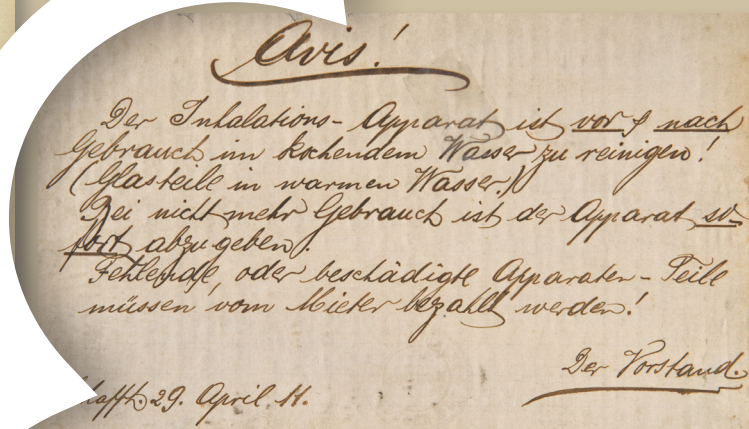 Avis!
Der Inhalations-Apparat ist vor & nach
Gebrauch im kochendem Wasser zu reinigen!
(Glasteile in warmen Wasser.)
Bei nicht mehr Gebrauch ist der Apparat so-
fort abzugeben.
Fehlende, oder beschädigte Apparaten-Teile
müssen vom Mieter bezahlt werden!
Der Vorstand.
29. April 11.